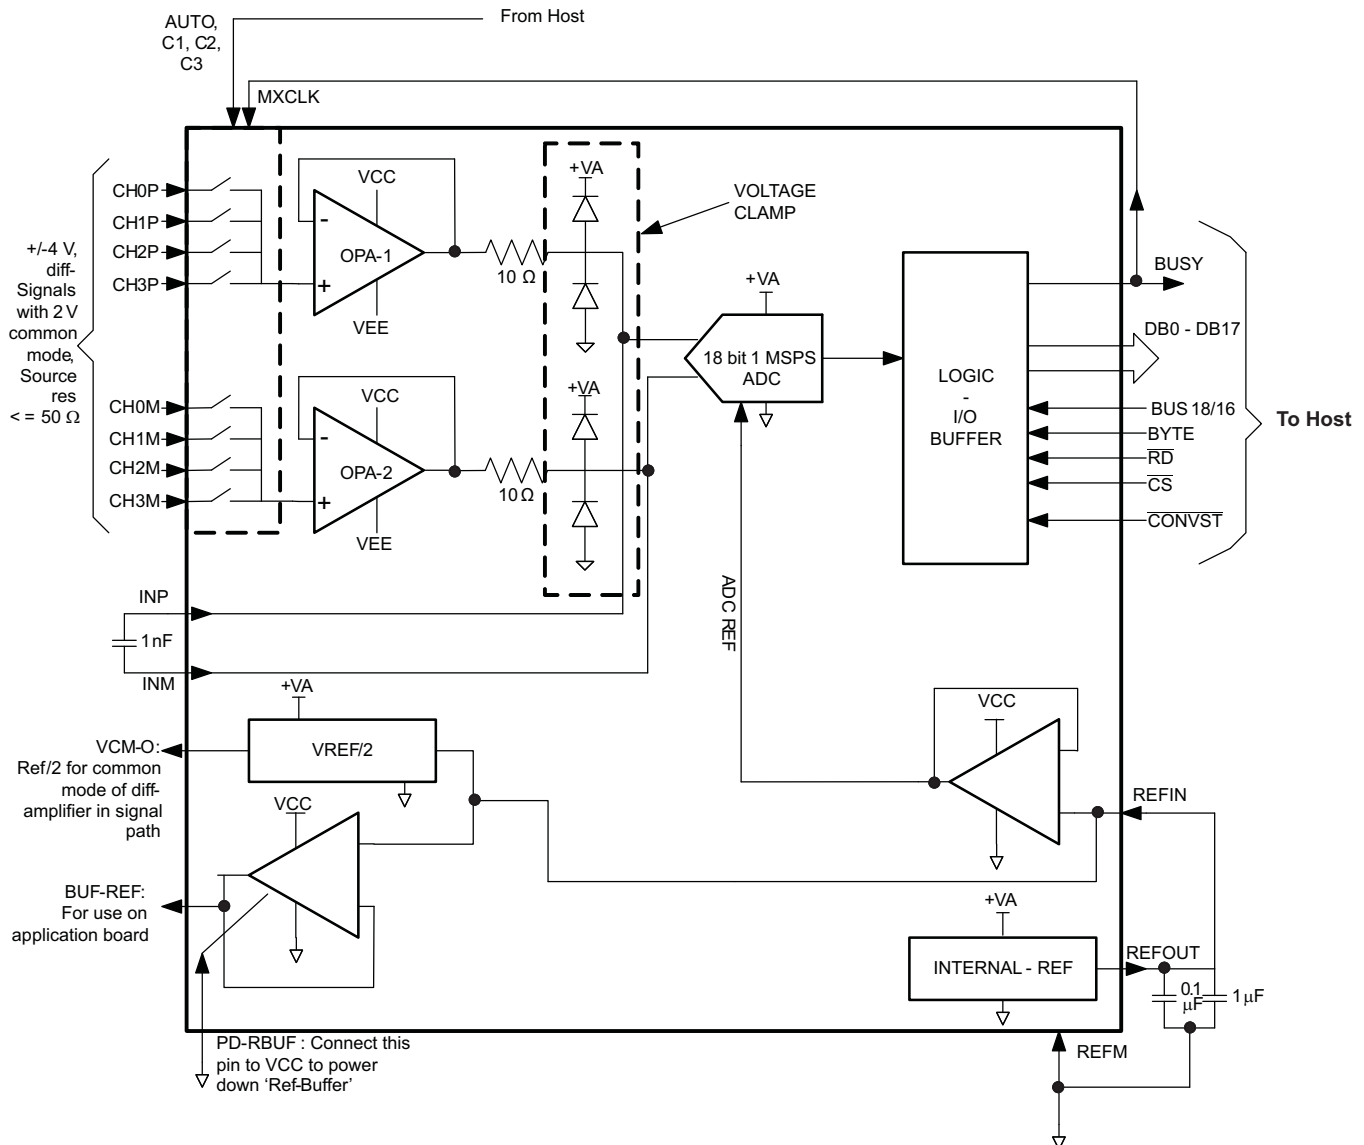 From Host
AUTO,
C1, C2,
C3
MXCLK
CH0P
CH1P
CH2P
CH3P
+/-4 V,
diff-
Signals
with 2 V
common
mode,
Source
res
< = 50 Ω
CH0M
CH1M
CH2M
CH3M
VCC
-
OPA-1
+
VEE
10 Ω
VCC
-
OPA-2
+
VEE
10 Ω
+VA
+VA
VOLTAGE
CLAMP
+VA
18 bit 1 MSPS
ADC
ADC REF
LOGIC
-
I/O
BUFFER
BUSY
DB0 - DB17
BUS 18/16
BYTE
RD
CS
CONVST
To Host
INP
1 nF
INM
+VA
VREF/2
VCM-O:
Ref/2 for common
mode of diff-
amplifier in signal
path
VCC
BUF-REF:
For use on
application board
PD-RBUF : Connect this
pin to VCC to power
down ‘Ref-Buffer’
VCC
REFIN
+VA
INTERNAL - REF
REFOUT
0.1
μF
1 μF
REFM